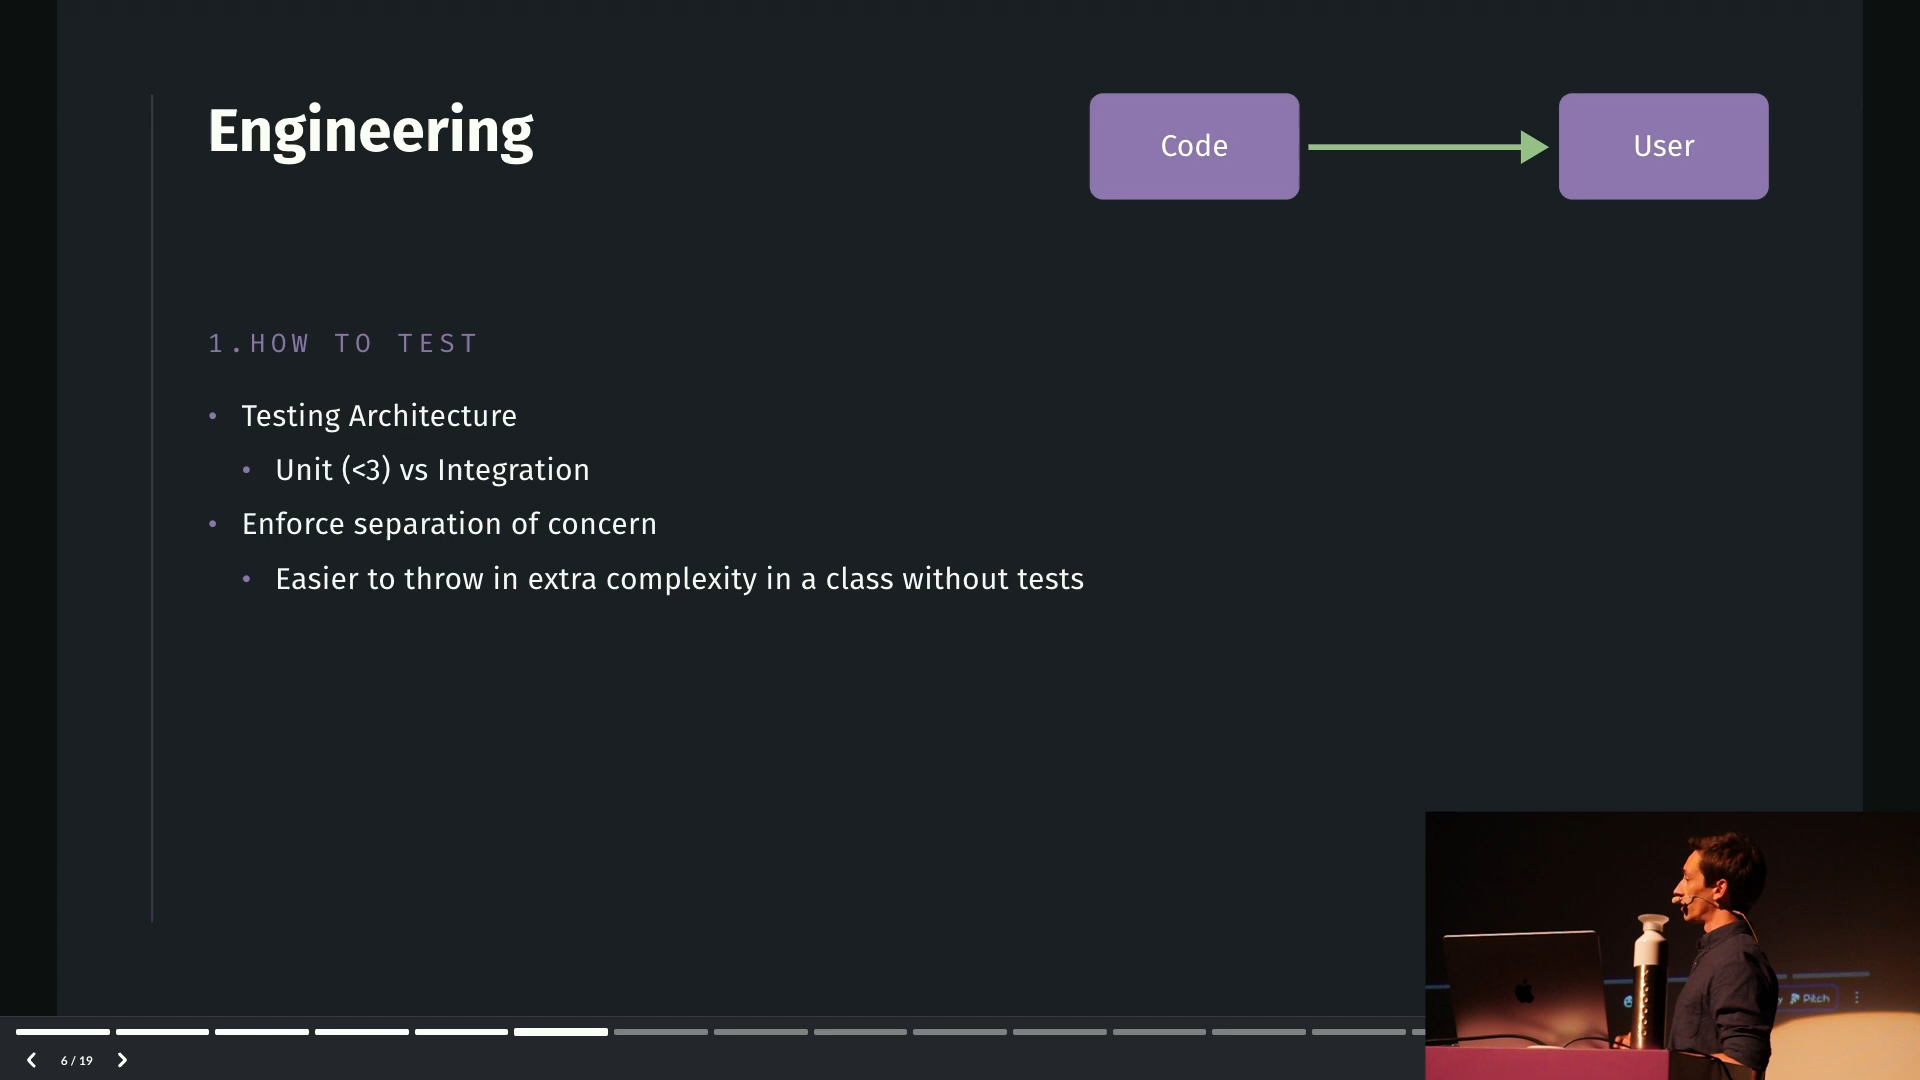 Engineering
Code
User
1.HOW TO TEST
• Testing Architecture
• Unit (<3) vs Integration
• Enforce separation of concern
• Easier to throw in extra complexity in a class without tests
6 / 19
Pitch